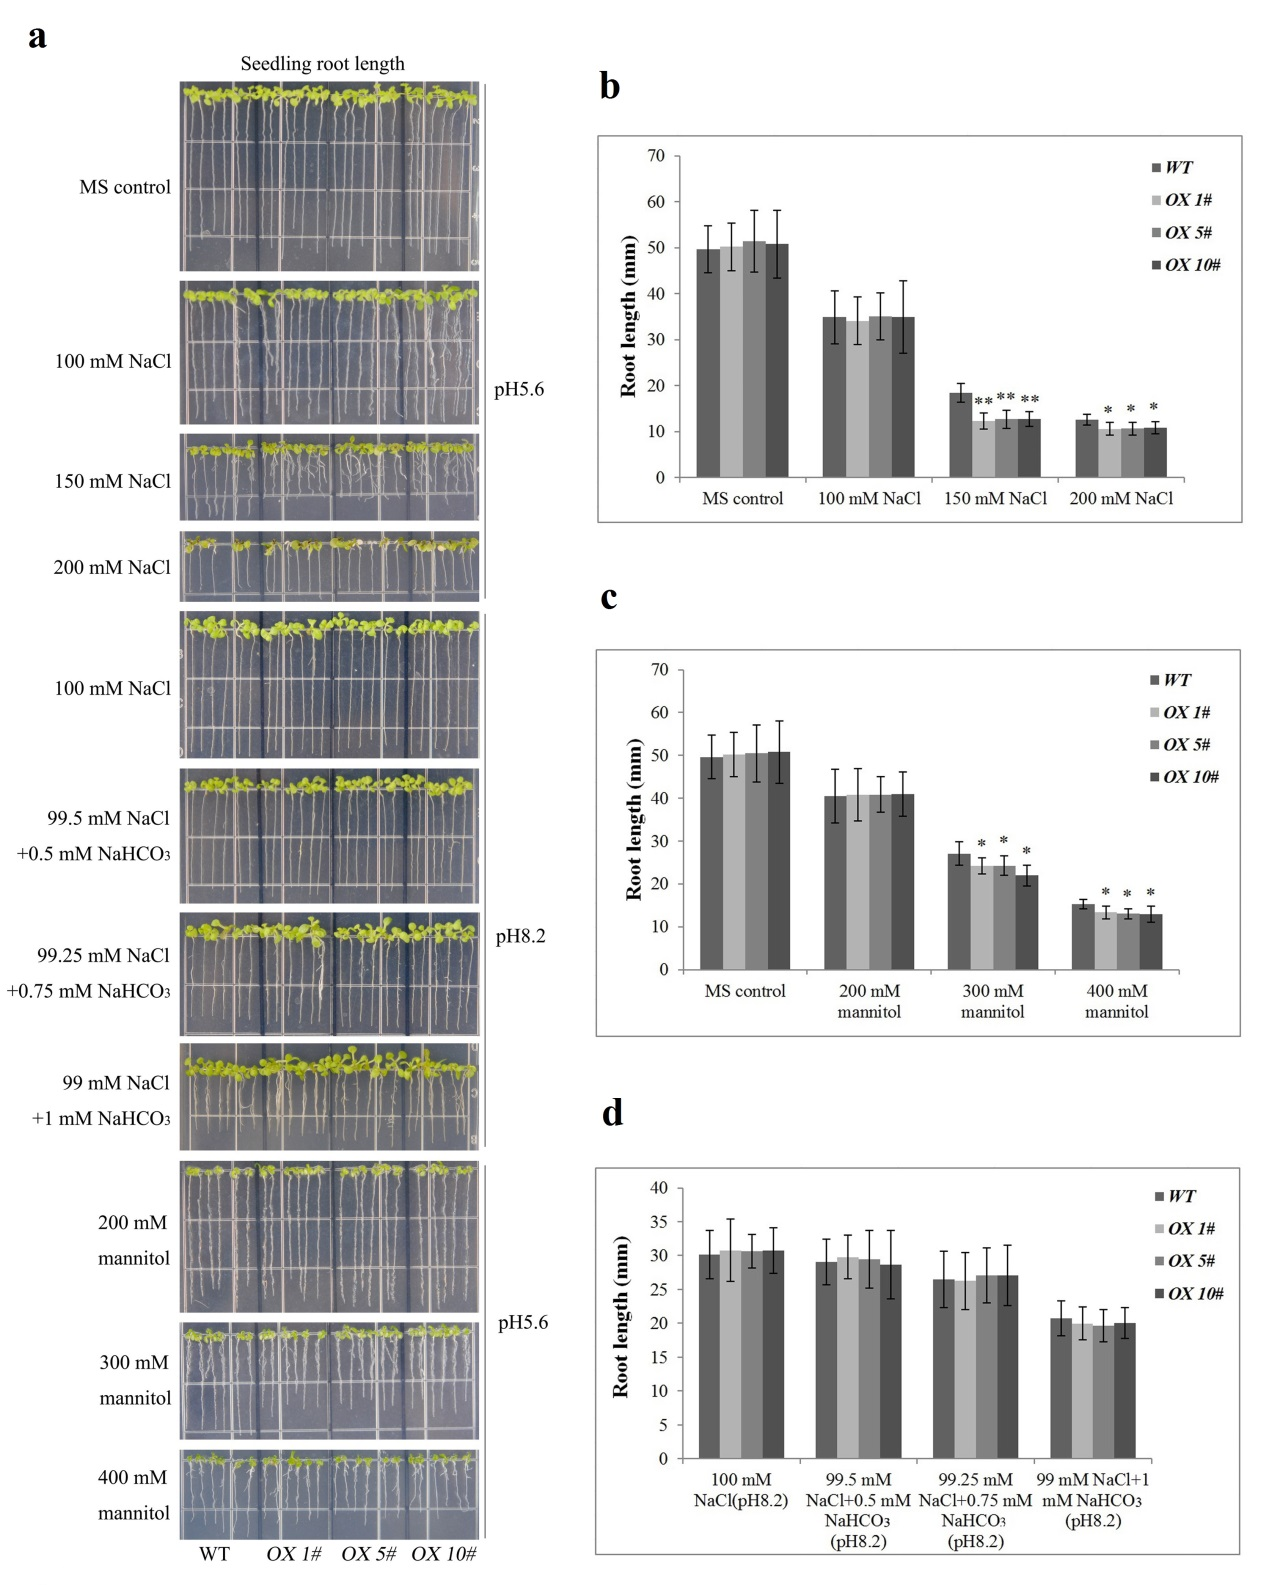 a
Seedling root length
MS control
100 mM NaCl
150 mM NaCl
200 mM NaCl
pH5.6
100 mM NaCl
99.5 mM NaCl
+0.5 mM NaHCO₃
99.25 mM NaCl
+0.75 mM NaHCO₃
99 mM NaCl
+1 mM NaHCO₃
pH8.2
200 mM
mannitol
300 mM
mannitol
400 mM
mannitol
pH5.6
WT OX 1# OX 5# OX 10#
b
Root length (mm)
70
60
50
40
30
20
10
0
** ** **
* * *
MS control 100 mM NaCl 150 mM NaCl 200 mM NaCl
WT
OX 1#
OX 5#
OX 10#
c
Root length (mm)
70
60
50
40
30
20
10
0
* * *
* * *
MS control 200 mM 300 mM 400 mM
mannitol mannitol mannitol
WT
OX 1#
OX 5#
OX 10#
d
Root length (mm)
40
35
30
25
20
15
10
5
0
100 mM 99.5 mM 99.25 mM 99 mM NaCl+1
NaCl(pH8.2) NaCl+0.5 mM NaCl+0.75 mM mM NaHCO₃
NaHCO₃ NaHCO₃ (pH8.2)
(pH8.2) (pH8.2)
WT
OX 1#
OX 5#
OX 10#